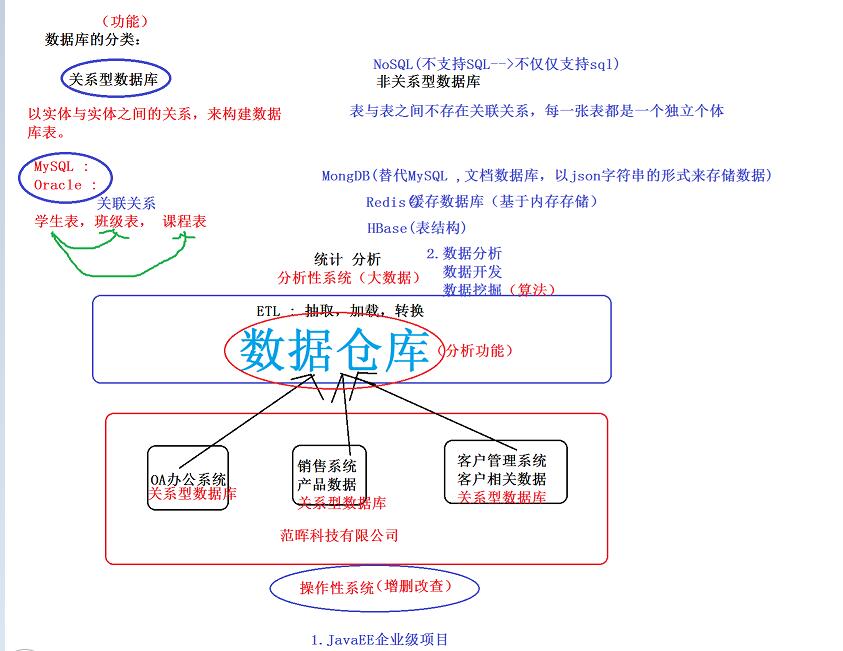 （功能）
数据库的分类：
关系型数据库
以实体与实体之间的关系，来构建数据
库表。
MySQL :
Oracle :
关联关系
学生表，班级表， 课程表
NoSQL(不支持SQL-->不仅仅支持sql)
非关系型数据库
表与表之间不存在关联关系，每一张表都是一个独立个体
MongDB(替代MySQL ,文档数据库，以json字符串的形式来存储数据)
Redis 缓存数据库（基于内存存储）
HBase(表结构)
统计 分析
分析性系统（大数据）
2.数据分析
数据开发
数据挖掘（算法）
ETL : 抽取，加载，转换
数据仓库（分析功能）
OA办公系统
关系型数据库
销售系统
产品数据
关系型数据库
客户管理系统
客户相关数据
关系型数据库
范晖科技有限公司
操作性系统（增删改查）
1.JavaEE企业级项目